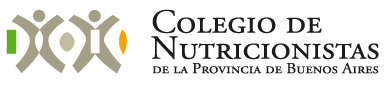 Colegio de
Nutricionistas
de la Provincia de Buenos Aires